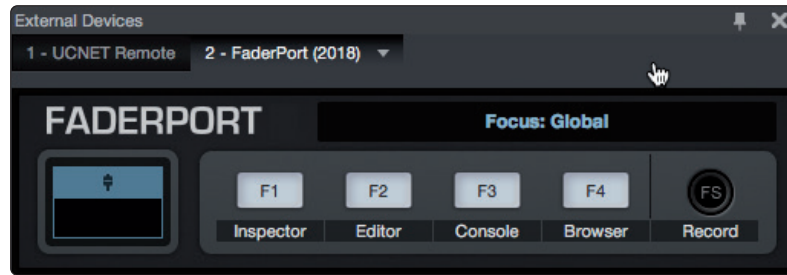 External Devices
1 - UCNET Remote 2 - FaderPort (2018)
FADERPORT Focus: Global
F1 F2 F3 F4 FS
Inspector Editor Console Browser Record